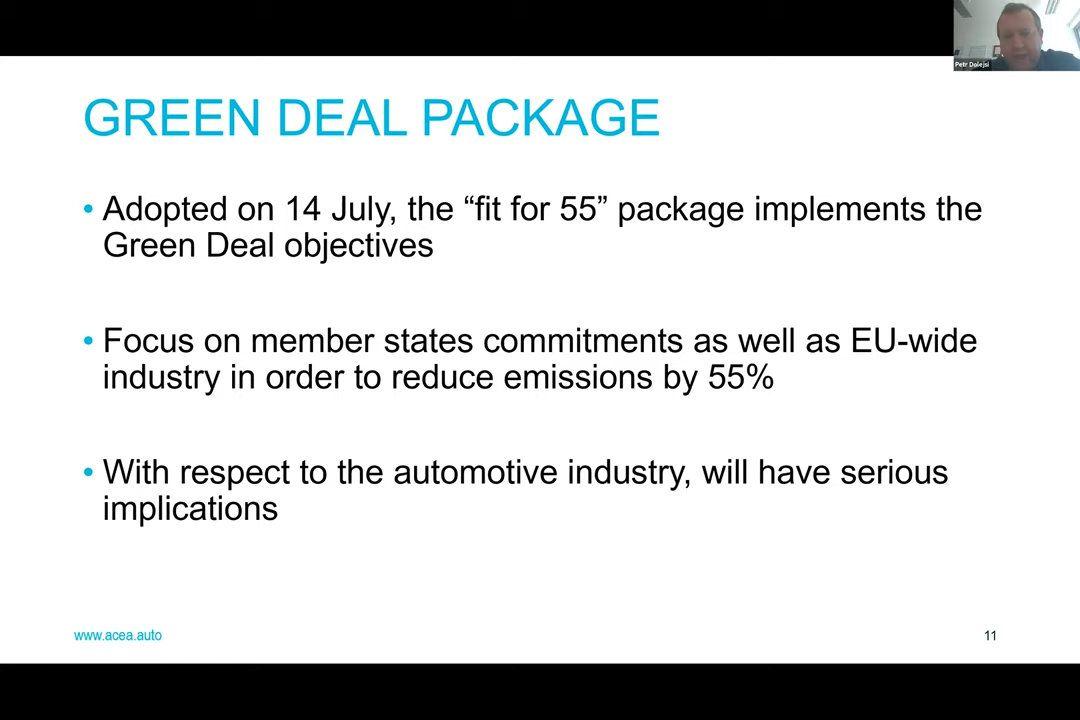 Petr Dolejsi
GREEN DEAL PACKAGE
• Adopted on 14 July, the “fit for 55” package implements the
Green Deal objectives
• Focus on member states commitments as well as EU-wide
industry in order to reduce emissions by 55%
• With respect to the automotive industry, will have serious
implications
www.acea.auto
11